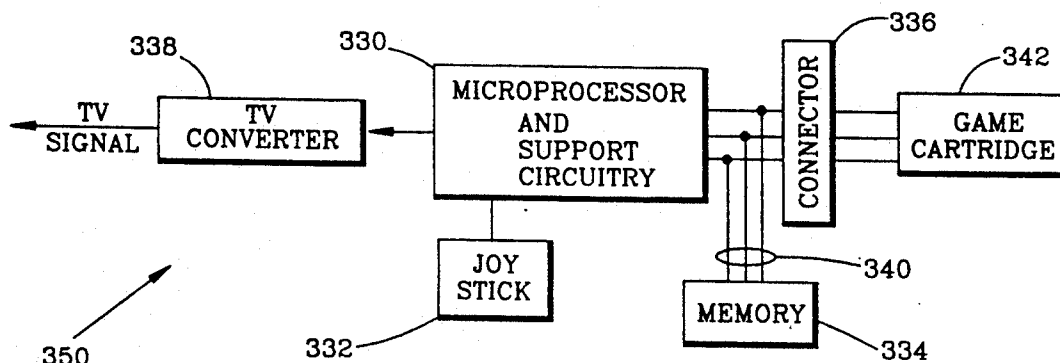 338
330
336
342
TV
SIGNAL
TV
CONVERTER
MICROPROCESSOR
AND
SUPPORT
CIRCUITRY
CONNECTOR
GAME
CARTRIDGE
JOY
STICK
340
MEMORY
350
332
334